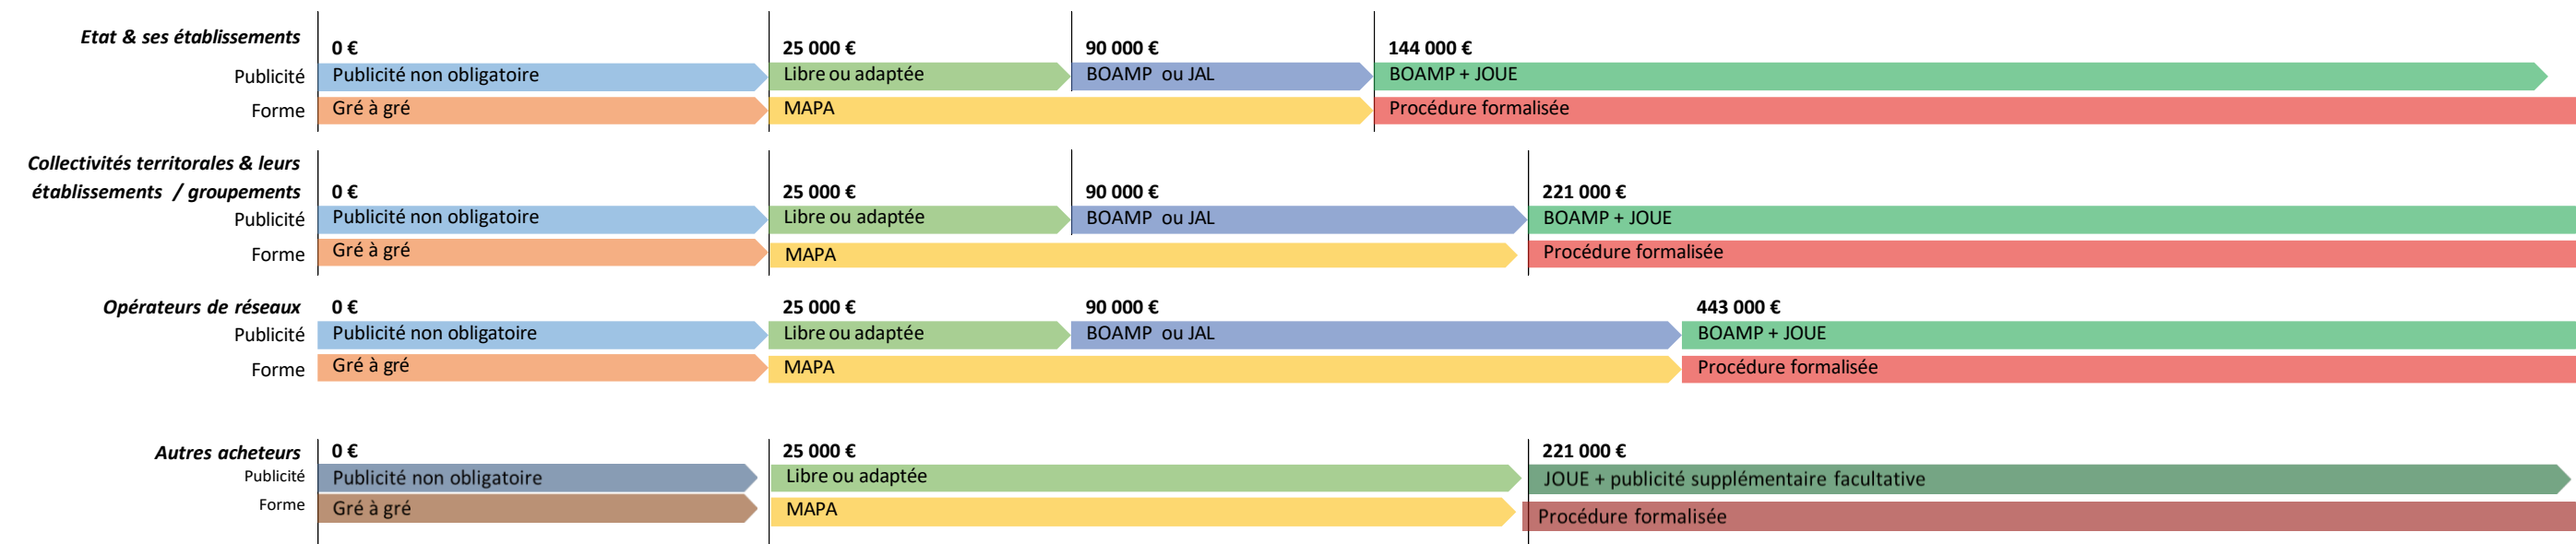 Etat & ses établissements
0 € 25 000 € 90 000 € 144 000 €
Publicité Publicité non obligatoire Libre ou adaptée BOAMP ou JAL BOAMP + JOUE
Forme Gré à gré MAPA Procédure formalisée
Collectivités territorales & leurs
établissements / groupements 0 € 25 000 € 90 000 € 221 000 €
Publicité Publicité non obligatoire Libre ou adaptée BOAMP ou JAL BOAMP + JOUE
Forme Gré à gré MAPA Procédure formalisée
Opérateurs de réseaux 0 € 25 000 € 90 000 € 443 000 €
Publicité Publicité non obligatoire Libre ou adaptée BOAMP ou JAL BOAMP + JOUE
Forme Gré à gré MAPA Procédure formalisée
Autres acheteurs 0 € 25 000 € 221 000 €
Publicité Publicité non obligatoire Libre ou adaptée JOUE + publicité supplémentaire facultative
Forme Gré à gré MAPA Procédure formalisée